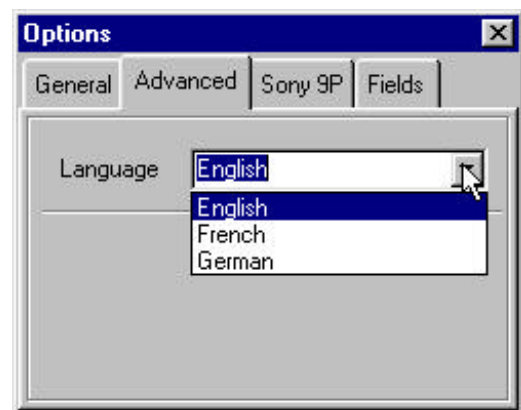 Options
General Advanced Sony 9P Fields
Language English
English
French
German